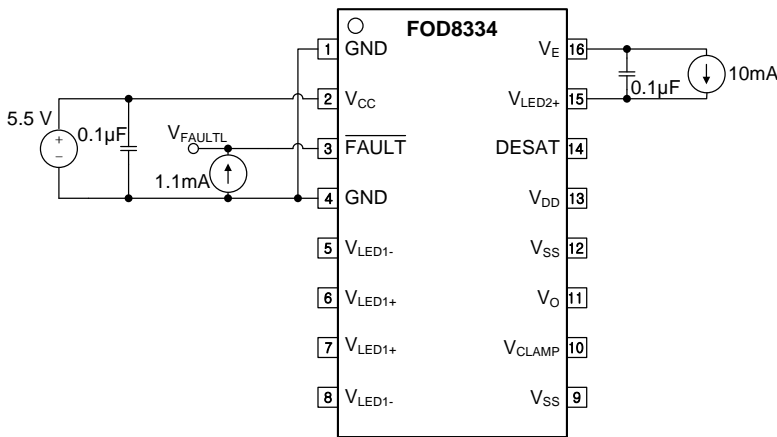 FOD8334
1 GND
2 VCC
3 FAULT
4 GND
5 VLED1-
6 VLED1+
7 VLED1+
8 VLED1-
VE 16
VLED2+ 15
DESAT 14
VDD 13
VSS 12
VO 11
VCLAMP 10
VSS 9
5.5 V
+
−
0.1µF
VFAULTL
1.1mA
0.1µF
10mA